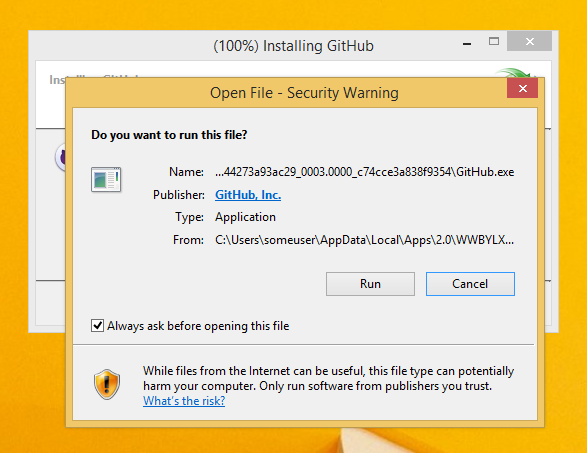 (100%) Installing GitHub
Installing GitHub
Open File - Security Warning
Do you want to run this file?
Name: ...44273a93ac29_0003.0000_c74cce3a838f9354\GitHub.exe
Publisher: GitHub, Inc.
Type: Application
From: C:\Users\someuser\AppData\Local\Apps\2.0\WWBYLX...
Run Cancel
Always ask before opening this file
While files from the Internet can be useful, this file type can potentially
harm your computer. Only run software from publishers you trust.
What's the risk?